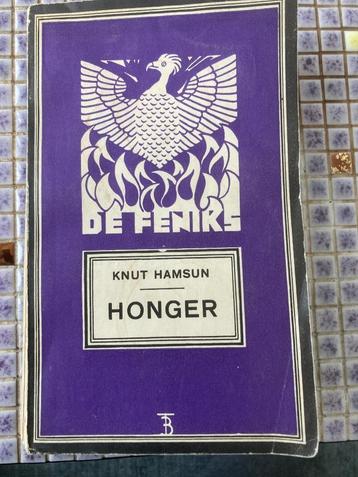 DE FENIKS
KNUT HAMSUN
HONGER